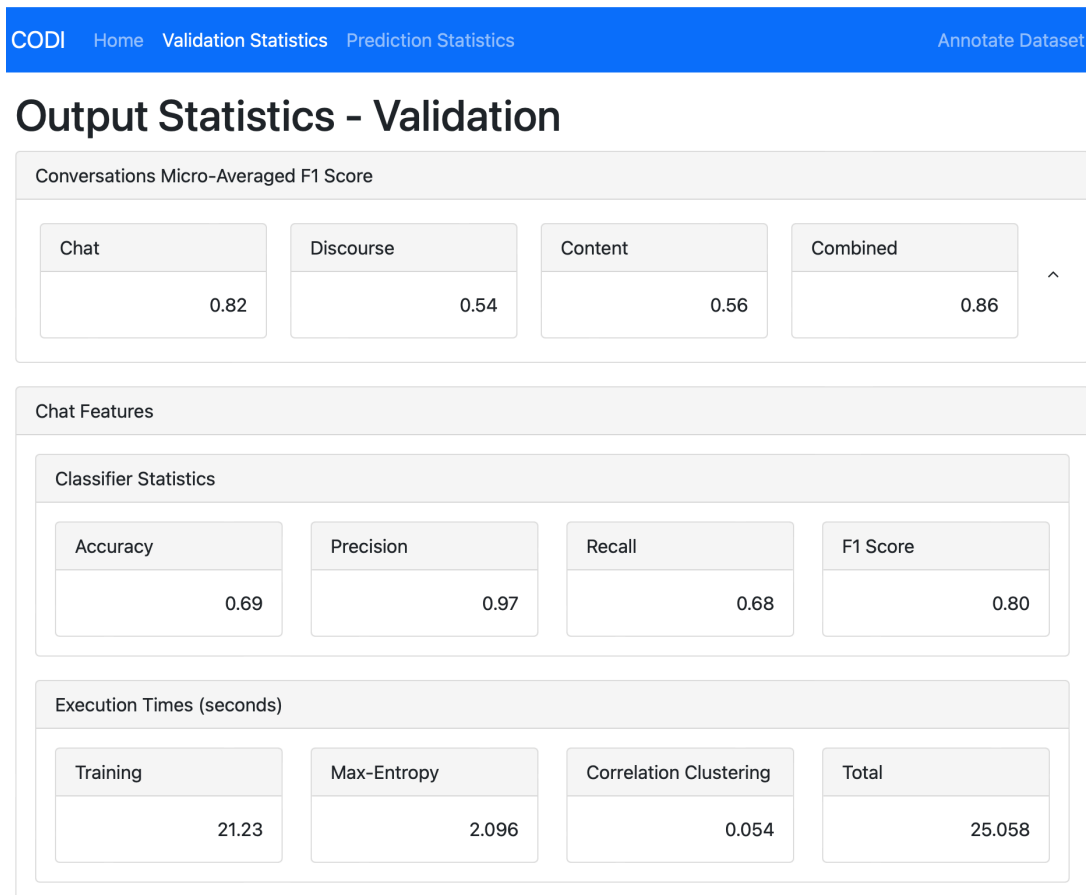 CODI Home Validation Statistics Prediction Statistics Annotate Dataset
Output Statistics - Validation
Conversations Micro-Averaged F1 Score
Chat Discourse Content Combined
0.82 0.54 0.56 0.86
Chat Features
Classifier Statistics
Accuracy Precision Recall F1 Score
0.69 0.97 0.68 0.80
Execution Times (seconds)
Training Max-Entropy Correlation Clustering Total
21.23 2.096 0.054 25.058